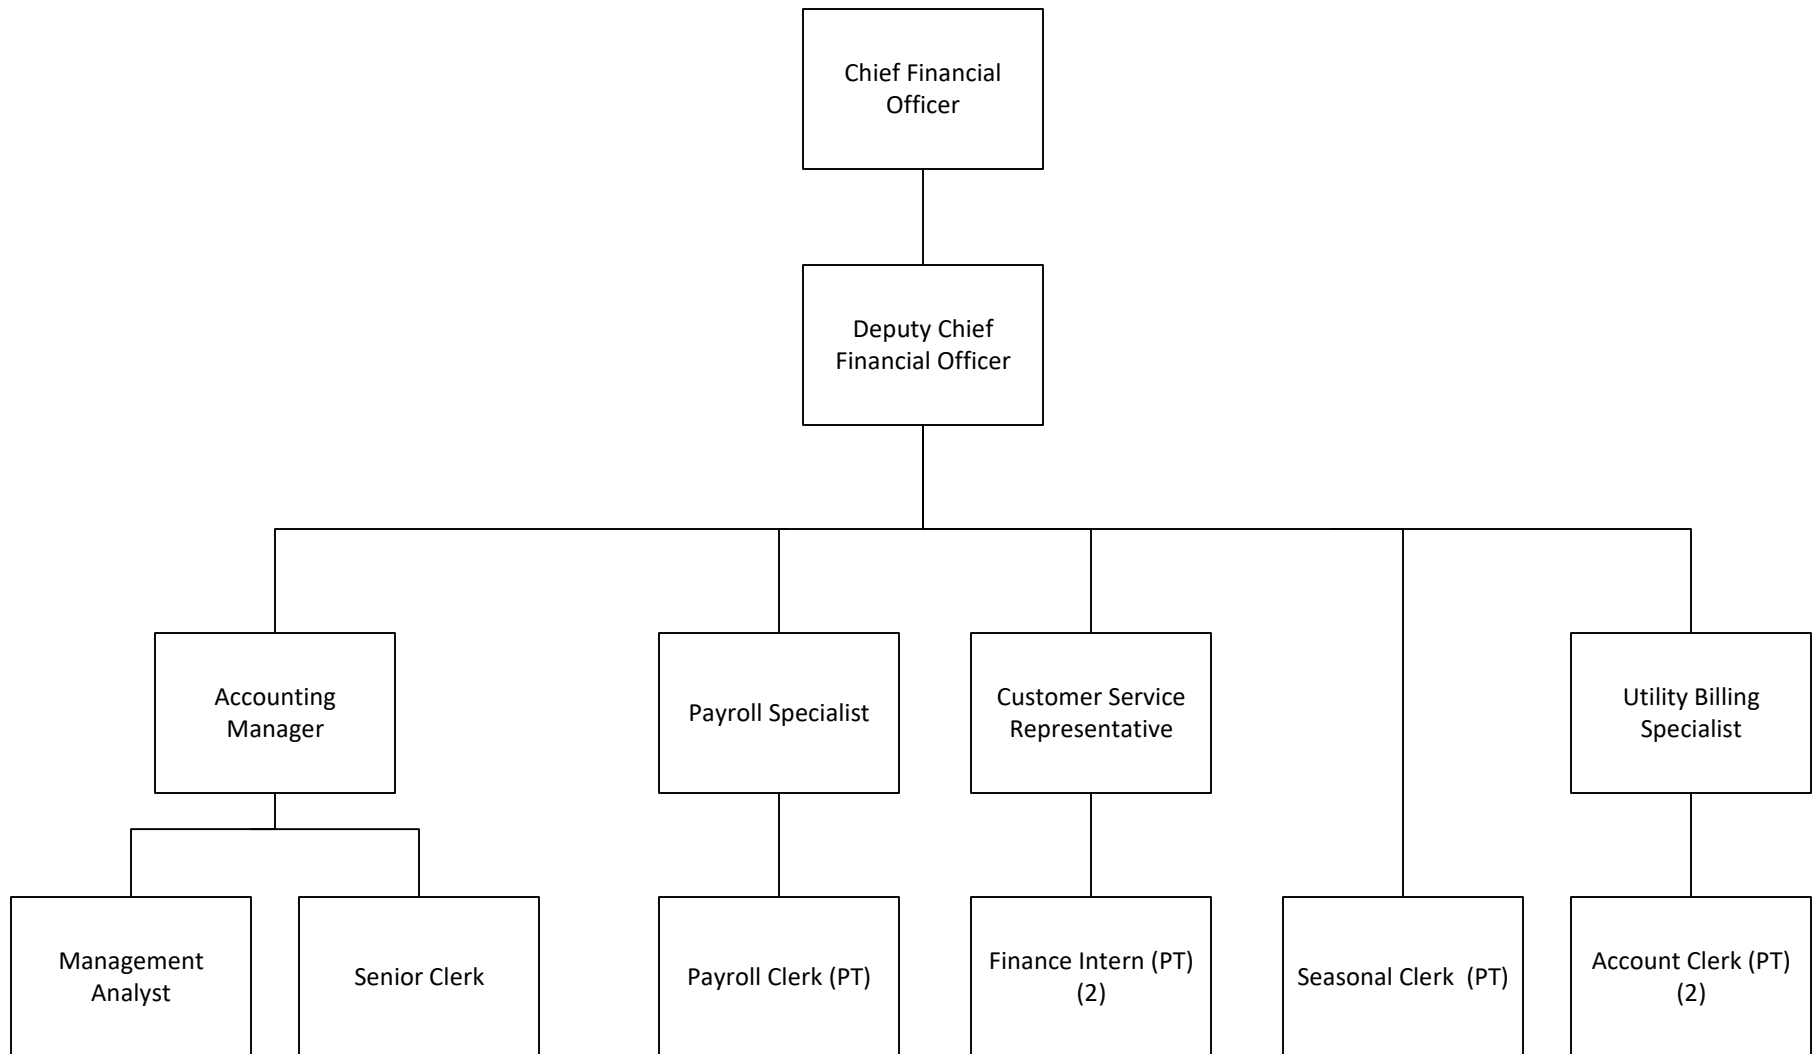 Chief Financial
Officer
Deputy Chief
Financial Officer
Accounting
Manager
Payroll Specialist
Customer Service
Representative
Utility Billing
Specialist
Management
Analyst
Senior Clerk
Payroll Clerk (PT)
Finance Intern (PT)
(2)
Seasonal Clerk  (PT)
Account Clerk (PT)
(2)